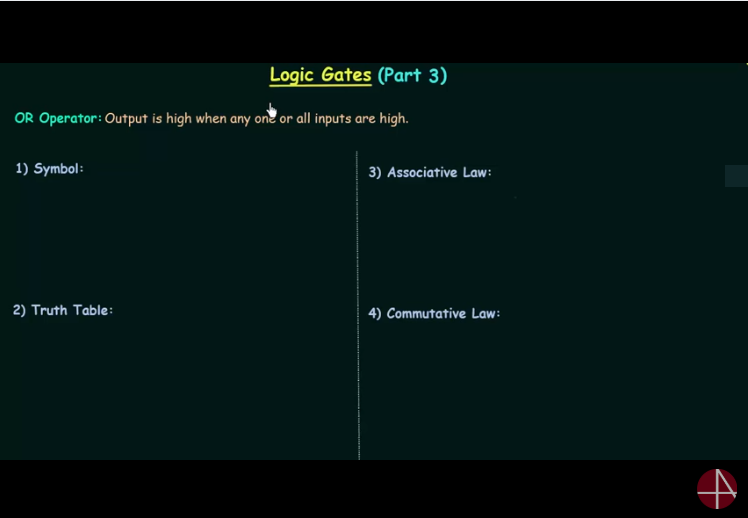 Logic Gates (Part 3)
OR Operator: Output is high when any one or all inputs are high.
1) Symbol:
3) Associative Law:
2) Truth Table:
4) Commutative Law: